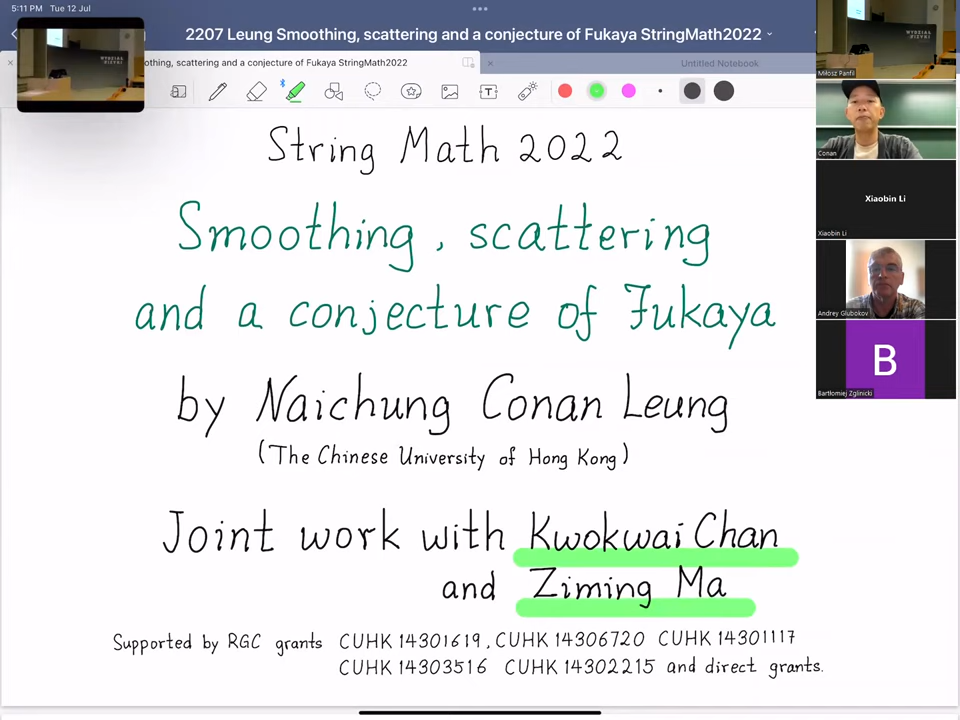 5:11 PM Tue 12 Jul
2207 Leung Smoothing, scattering and a conjecture of Fukaya StringMath2022
othing, scattering and a conjecture of Fukaya StringMath2022
Untitled Notebook
String Math 2022
Smoothing, scattering
and a conjecture of Fukaya
by Naichung Conan Leung
(The Chinese University of Hong Kong)
Joint work with Kwokwai Chan
and Ziming Ma
Supported by RGC grants CUHK 14301619, CUHK 14306720 CUHK 14301117
CUHK 14303516 CUHK 14302215 and direct grants.
WYDZIAŁ
FIZYKI
Miłosz Panfil
Conan
Xiaobin Li
Xiaobin Li
Andrey Glubokov
B
Bartłomiej Zglinicki